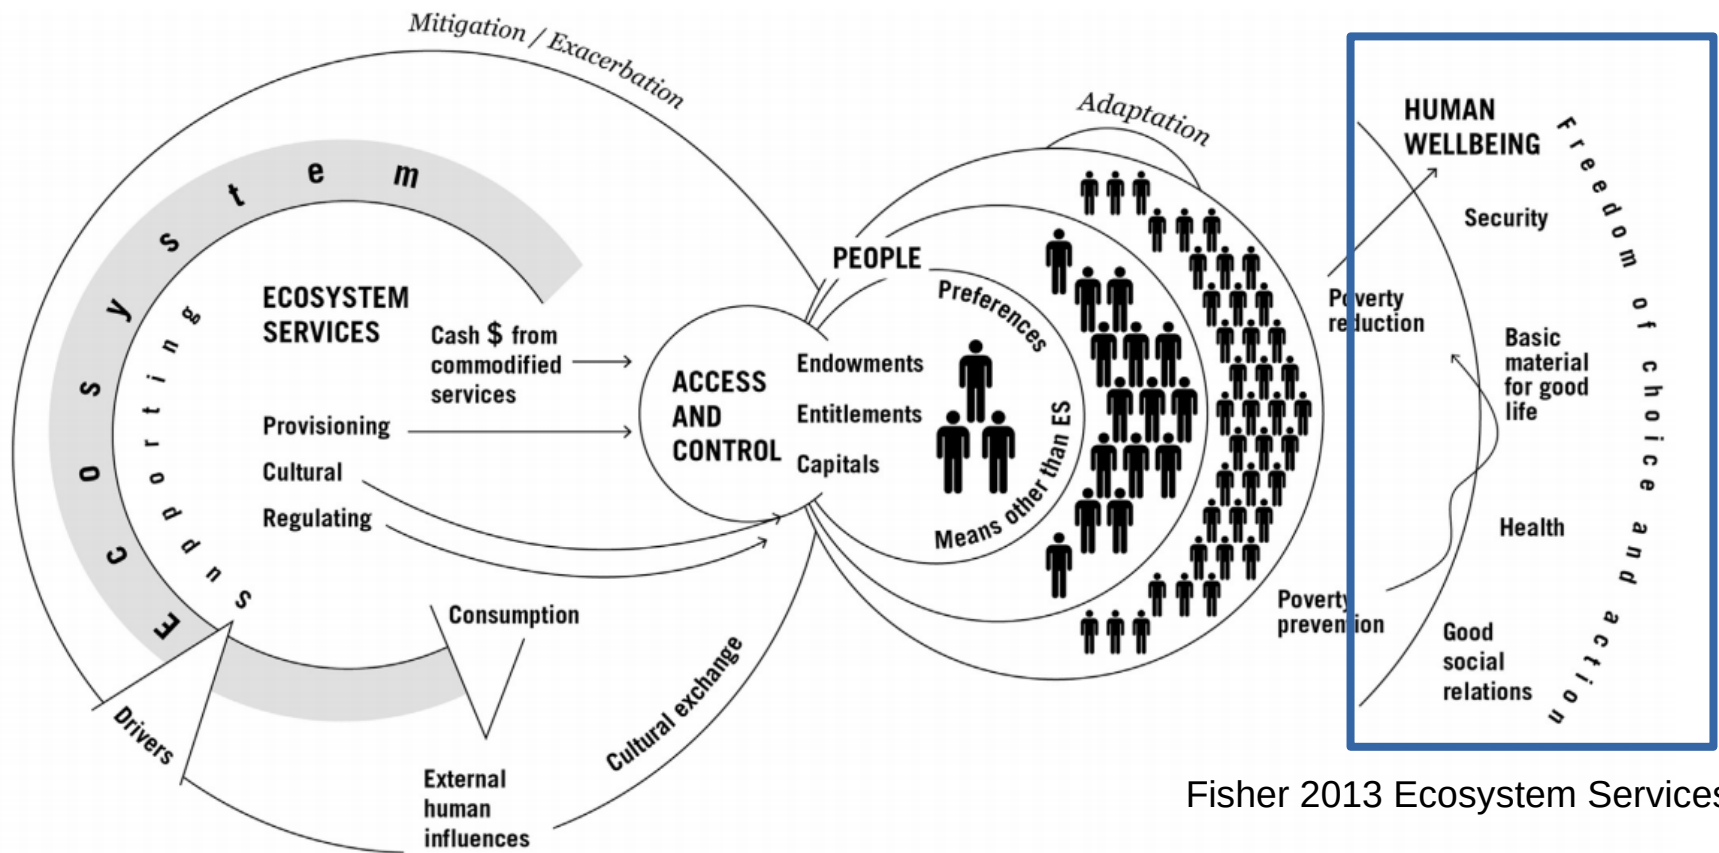 Mitigation / Exacerbation
Ecosystem
Supporting
ECOSYSTEM
SERVICES
Cash $ from
commodified
services
Provisioning
Cultural
Regulating
Consumption
Drivers
External
human
influences
Cultural exchange
ACCESS
AND
CONTROL
PEOPLE
Endowments
Entitlements
Capitals
Preferences
Means other than ES
Adaptation
Poverty
reduction
Poverty
prevention
HUMAN
WELLBEING
Security
Basic
material
for good
life
Health
Good
social
relations
Freedom of choice and action
Fisher 2013 Ecosystem Services